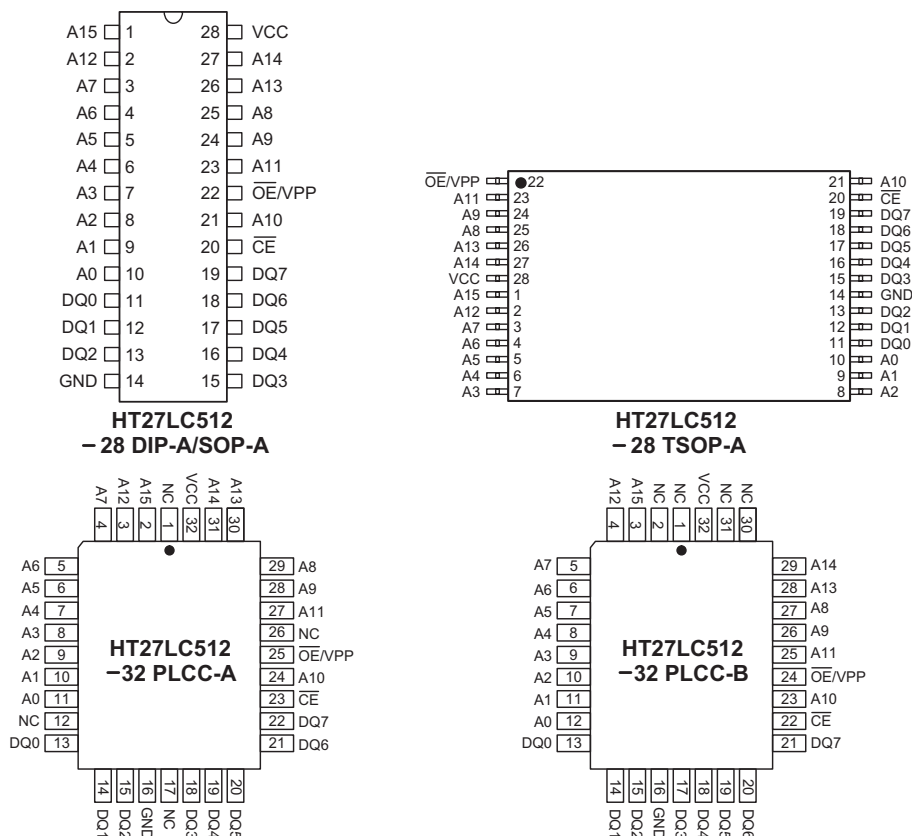 A15 1 28 VCC
A12 2 27 A14
A7 3 26 A13
A6 4 25 A8
A5 5 24 A9
A4 6 23 A11
A3 7 22 OE/VPP
A2 8 21 A10
A1 9 20 CE
A0 10 19 DQ7
DQ0 11 18 DQ6
DQ1 12 17 DQ5
DQ2 13 16 DQ4
GND 14 15 DQ3
HT27LC512
–28 DIP-A/SOP-A
OE/VPP 22 21 A10
A11 23 20 CE
A9 24 19 DQ7
A8 25 18 DQ6
A13 26 17 DQ5
A14 27 16 DQ4
VCC 28 15 DQ3
A15 1 14 GND
A12 2 13 DQ2
A7 3 12 DQ1
A6 4 11 DQ0
A5 5 10 A0
A4 6 9 A1
A3 7 8 A2
HT27LC512
–28 TSOP-A
A7 A12 A15 NC VCC A14 A13
4 3 2 1 32 31 30
A6 5 29 A8
A5 6 28 A9
A4 7 27 A11
A3 8 26 NC
A2 9 25 OE/VPP
A1 10 24 A10
A0 11 23 CE
NC 12 22 DQ7
DQ0 13 21 DQ6
HT27LC512
–32 PLCC-A
14 15 16 17 18 19 20
DQ1 DQ2 GND NC DQ3 DQ4 DQ5
A12 A15 NC NC VCC NC NC
4 3 2 1 32 31 30
A7 5 29 A14
A6 6 28 A13
A5 7 27 A8
A4 8 26 A9
A3 9 25 A11
A2 10 24 OE/VPP
A1 11 23 A10
A0 12 22 CE
DQ0 13 21 DQ7
HT27LC512
–32 PLCC-B
14 15 16 17 18 19 20
DQ1 DQ2 GND DQ3 DQ4 DQ5 DQ6